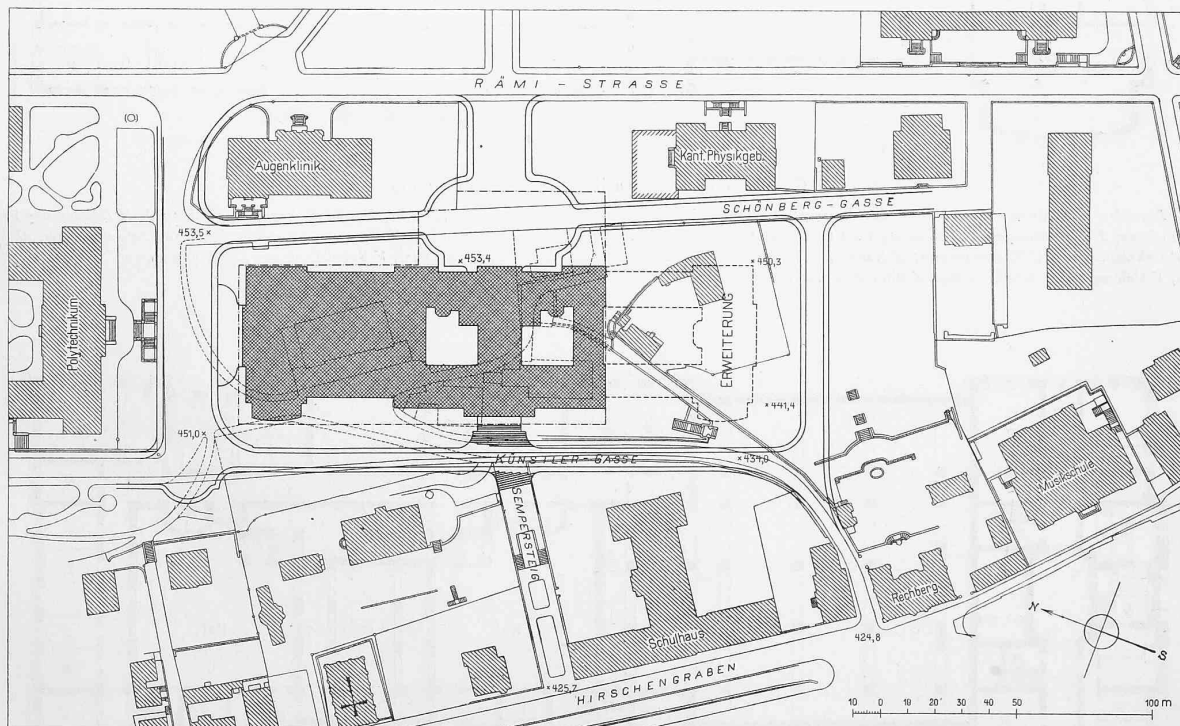 RÄMI - STRASSE
(O)
Augenklinik
Kant. Physikgeb.
SCHÖNBERG-GASSE
453,5×
×453,4
×450,3
Polytechnikum
ERWEITERUNG
×441,4
451,0×
KÜNSTLER-GASSE
×434,0
Musikschule
SEMPERSTEIG
Rechberg
Schulhaus
424,8
N
S
×425,7
HIRSCHENGRABEN
10 0 10 20 30 40 50 100 m